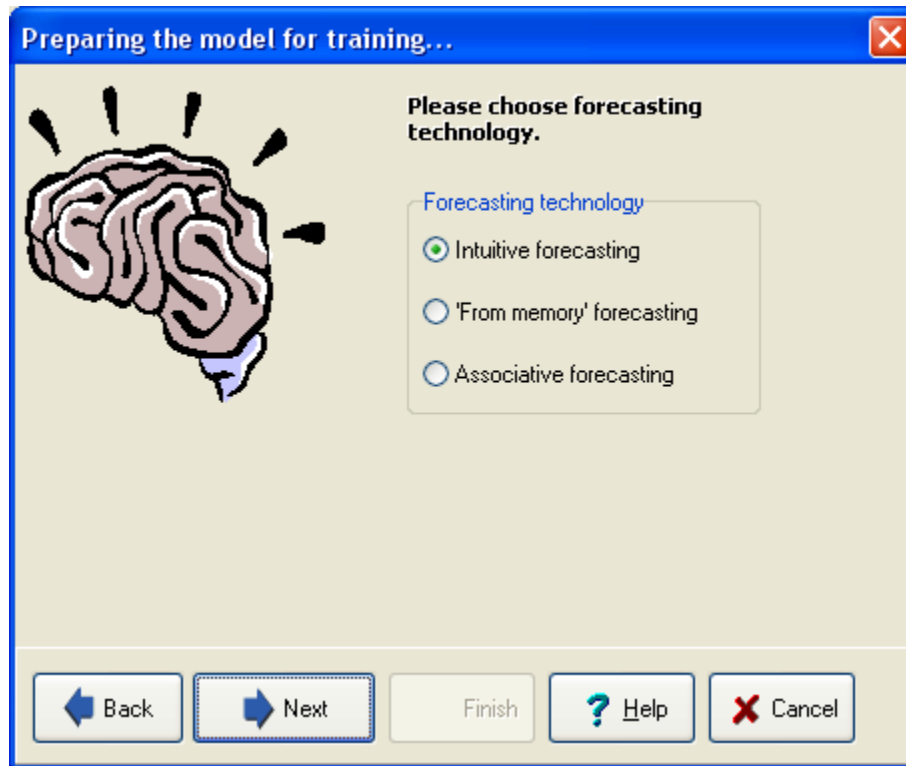 Preparing the model for training...
Please choose forecasting
technology.
Forecasting technology
Intuitive forecasting
'From memory' forecasting
Associative forecasting
Back
Next
Finish
Help
Cancel